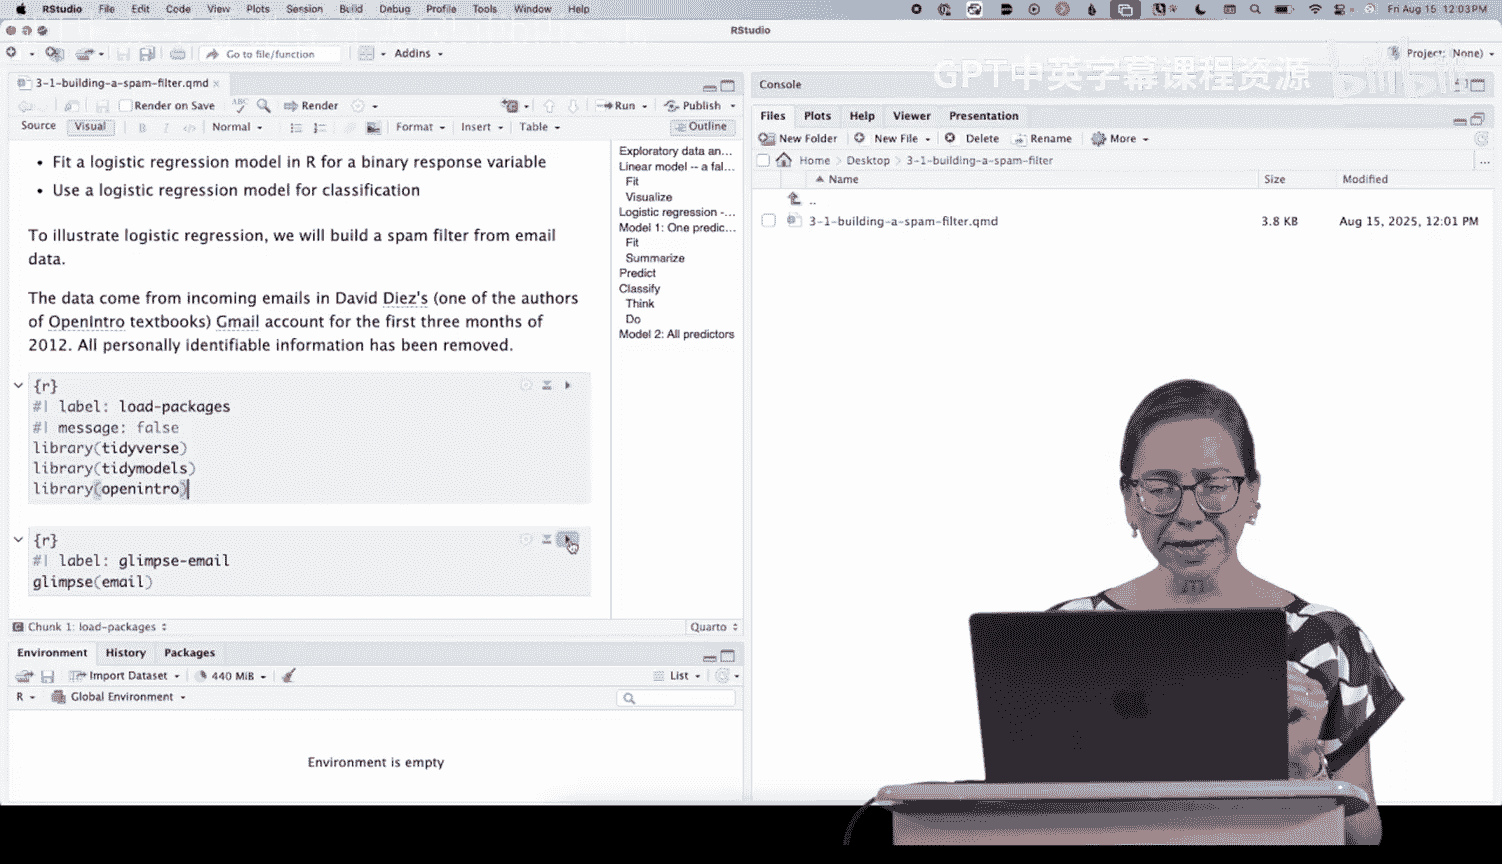 RStudio File Edit Code View Plots Session Build Debug Profile Tools Window Help
Fri Aug 15 12:03PM
RStudio
Go to file/function
Addins
Project: (None)
GPT中英字幕课程资源
3-1-building-a-spam-filter.qmd
Render on Save
Render
Run
Publish
Source Visual
B I </> Normal
Format
Insert
Table
Outline
• Fit a logistic regression model in R for a binary response variable
• Use a logistic regression model for classification
To illustrate logistic regression, we will build a spam filter from email
data.
The data come from incoming emails in David Diez's (one of the authors
of OpenIntro textbooks) Gmail account for the first three months of
2012. All personally identifiable information has been removed.
{r}
#| label: load-packages
#| message: false
library(tidyverse)
library(tidymodels)
library(openintro)
{r}
#| label: glimpse-email
glimpse(email)
Exploratory data an...
Linear model -- a fal...
Fit
Visualize
Logistic regression -...
Model 1: One predic...
Fit
Summarize
Predict
Classify
Think
Do
Model 2: All predictors
Chunk 1: load-packages
Quarto
Environment History Packages
Import Dataset
440 MiB
List
R
Global Environment
Environment is empty
Console
Files Plots Help Viewer Presentation
New Folder
New File
Delete
Rename
More
Home
Desktop
3-1-building-a-spam-filter
...
Name
Size
Modified
..
3-1-building-a-spam-filter.qmd
3.8 KB
Aug 15, 2025, 12:01 PM